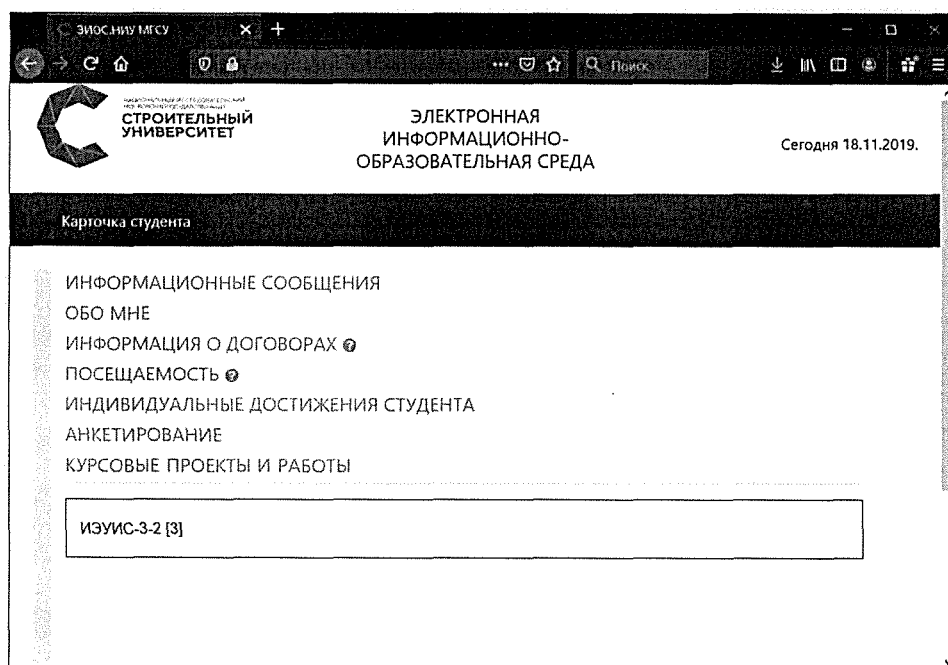 ЭИОС.НИУ МГСУ
Поиск
СТРОИТЕЛЬНЫЙ
УНИВЕРСИТЕТ
ЭЛЕКТРОННАЯ
ИНФОРМАЦИОННО-
ОБРАЗОВАТЕЛЬНАЯ СРЕДА
Сегодня 18.11.2019.
Карточка студента
ИНФОРМАЦИОННЫЕ СООБЩЕНИЯ
ОБО МНЕ
ИНФОРМАЦИЯ О ДОГОВОРАХ
ПОСЕЩАЕМОСТЬ
ИНДИВИДУАЛЬНЫЕ ДОСТИЖЕНИЯ СТУДЕНТА
АНКЕТИРОВАНИЕ
КУРСОВЫЕ ПРОЕКТЫ И РАБОТЫ
ИЭУИС-3-2 [3]